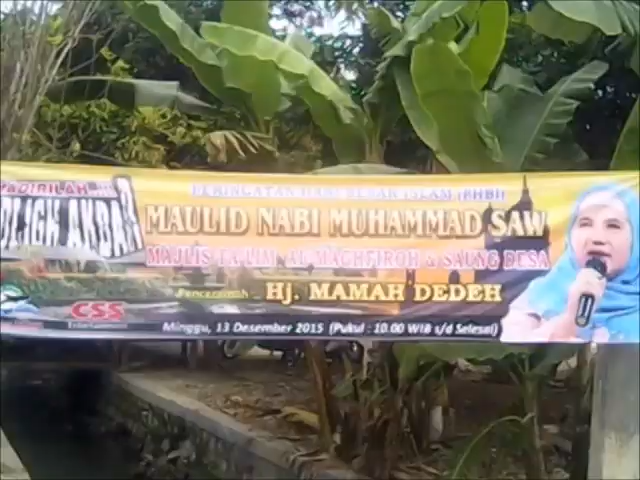 HADIRILAH
TABLIGH AKBAR
PERINGATAN HARI BESAR ISLAM (PHBI)
MAULID NABI MUHAMMAD SAW
MAJLIS TA'LIM AL-MAGHFIROH & SAUNG DESA
Penceramah
Hj. MAMAH DEDEH
CSS
Entertainment
Minggu, 13 Desember 2015 (Pukul : 10.00 WIB s/d Selesai)